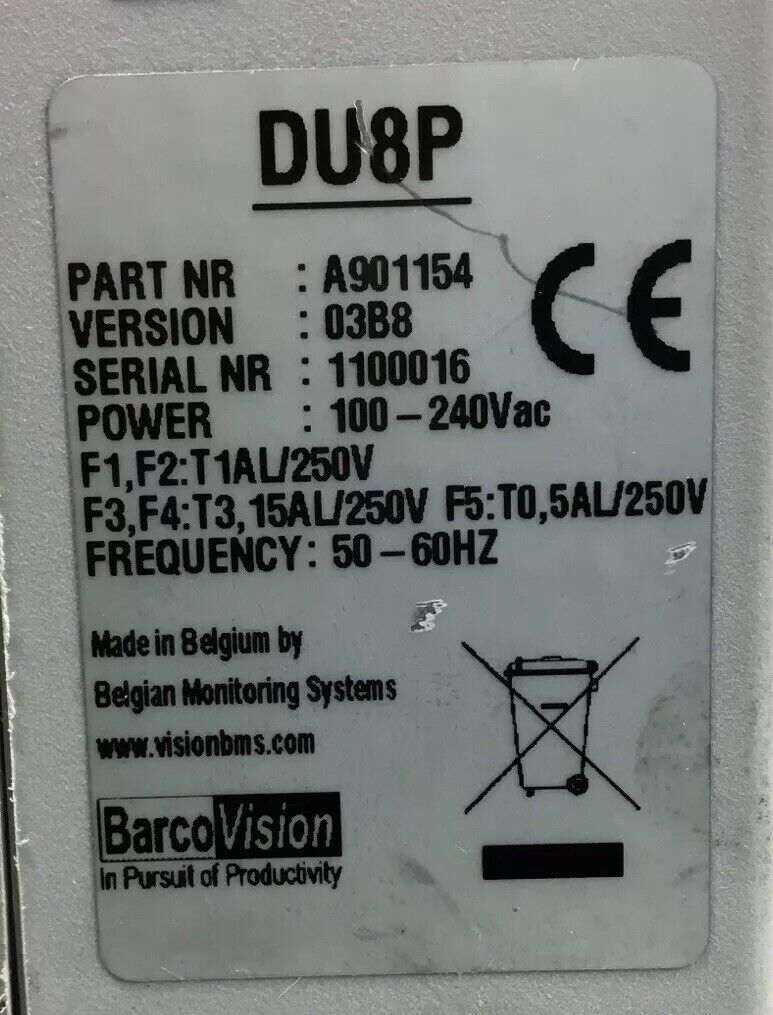 DU8P
CE
PART NR : A901154
VERSION : 03B8
SERIAL NR : 1100016
POWER : 100-240Vac
F1,F2:T1AL/250V
F3,F4:T3,15AL/250V F5:T0,5AL/250V
FREQUENCY: 50-60HZ
Made in Belgium by
Belgian Monitoring Systems
www.visionbms.com
BarcoVision
In Pursuit of Productivity